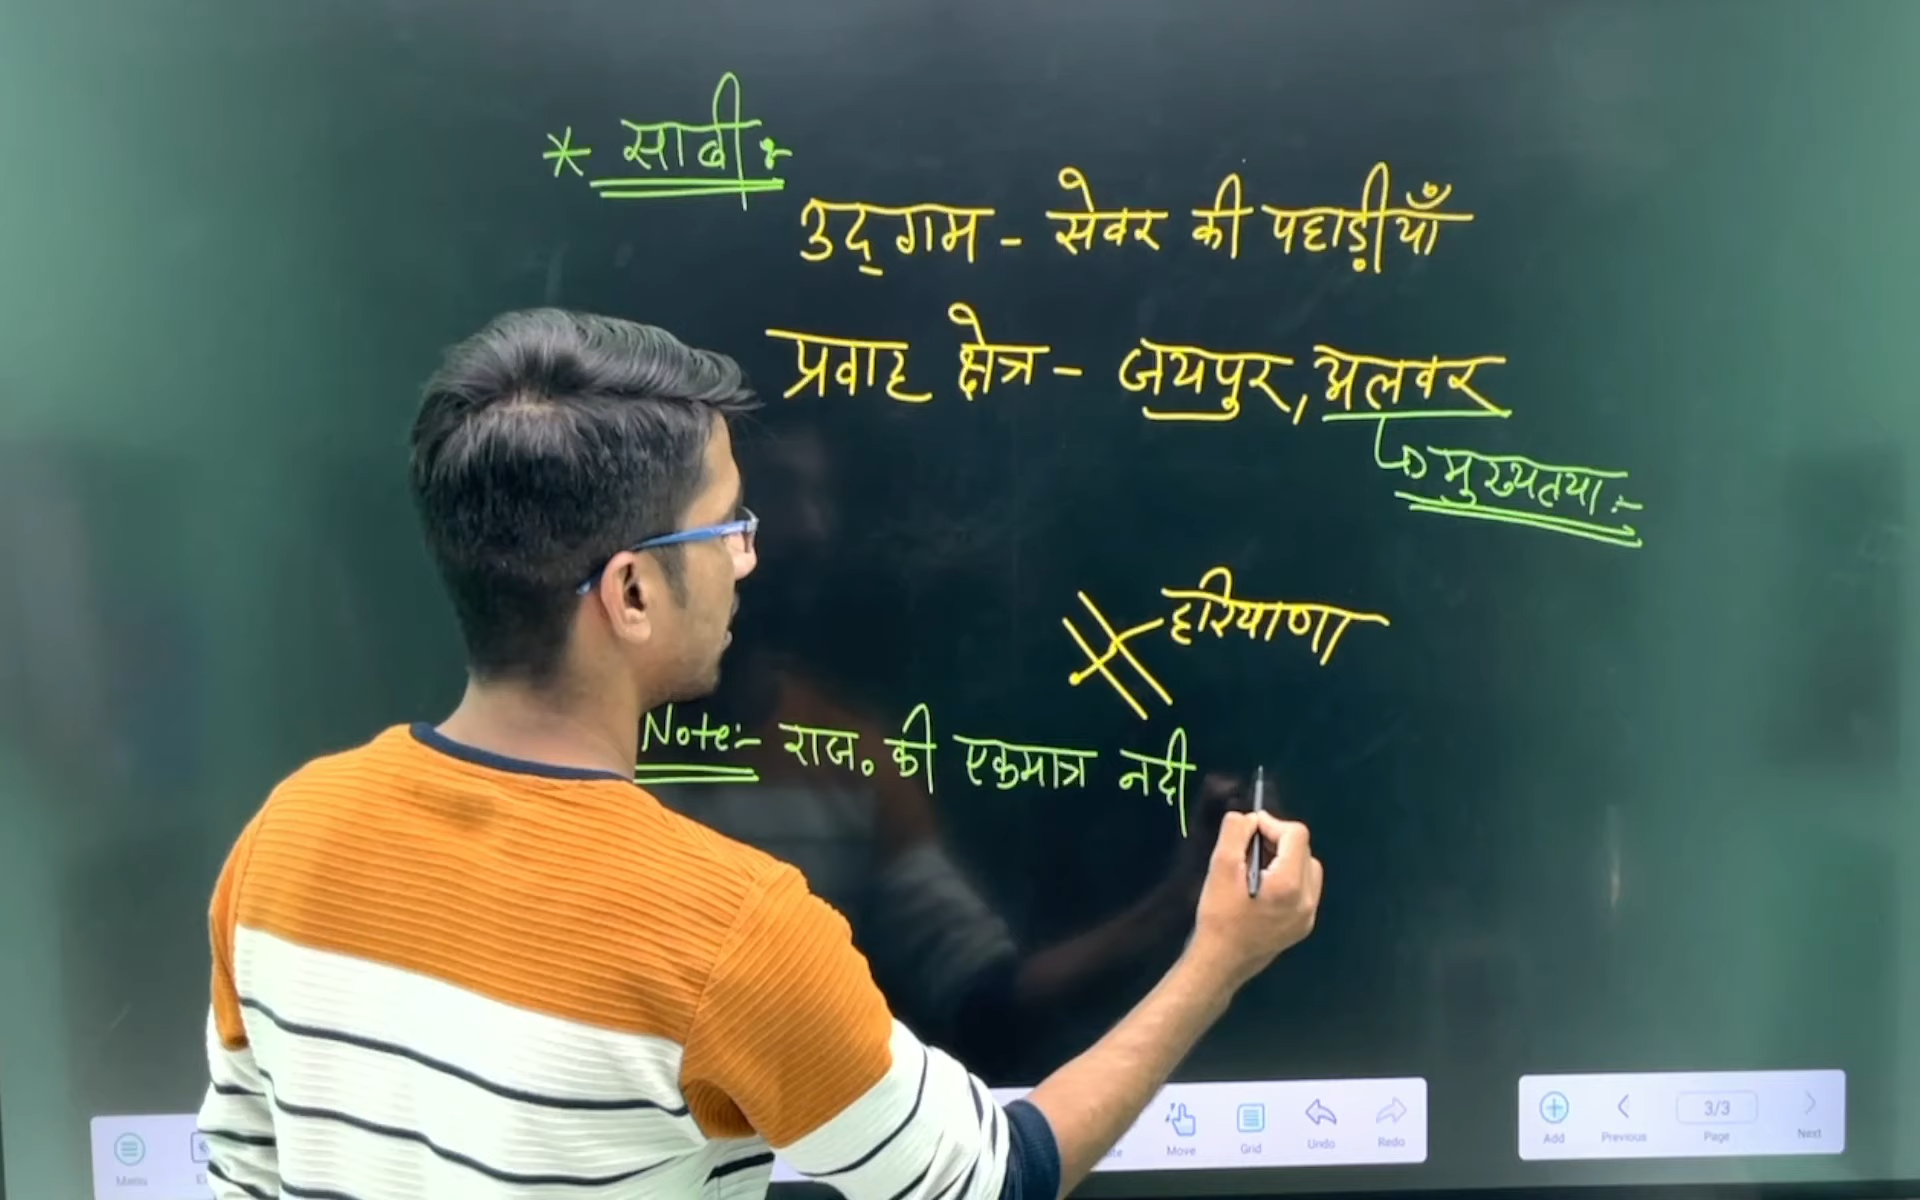 * साबी:-
उद्गम - सेवर की पहाड़ीयाँ
प्रवाह क्षेत्र - जयपुर, अलवर
मुख्यतया:-
हरियाणा
Note:- राज. की एकमात्र नदी
Menu
Move Grid Undo Redo
Add Previous 3/3 Page Next